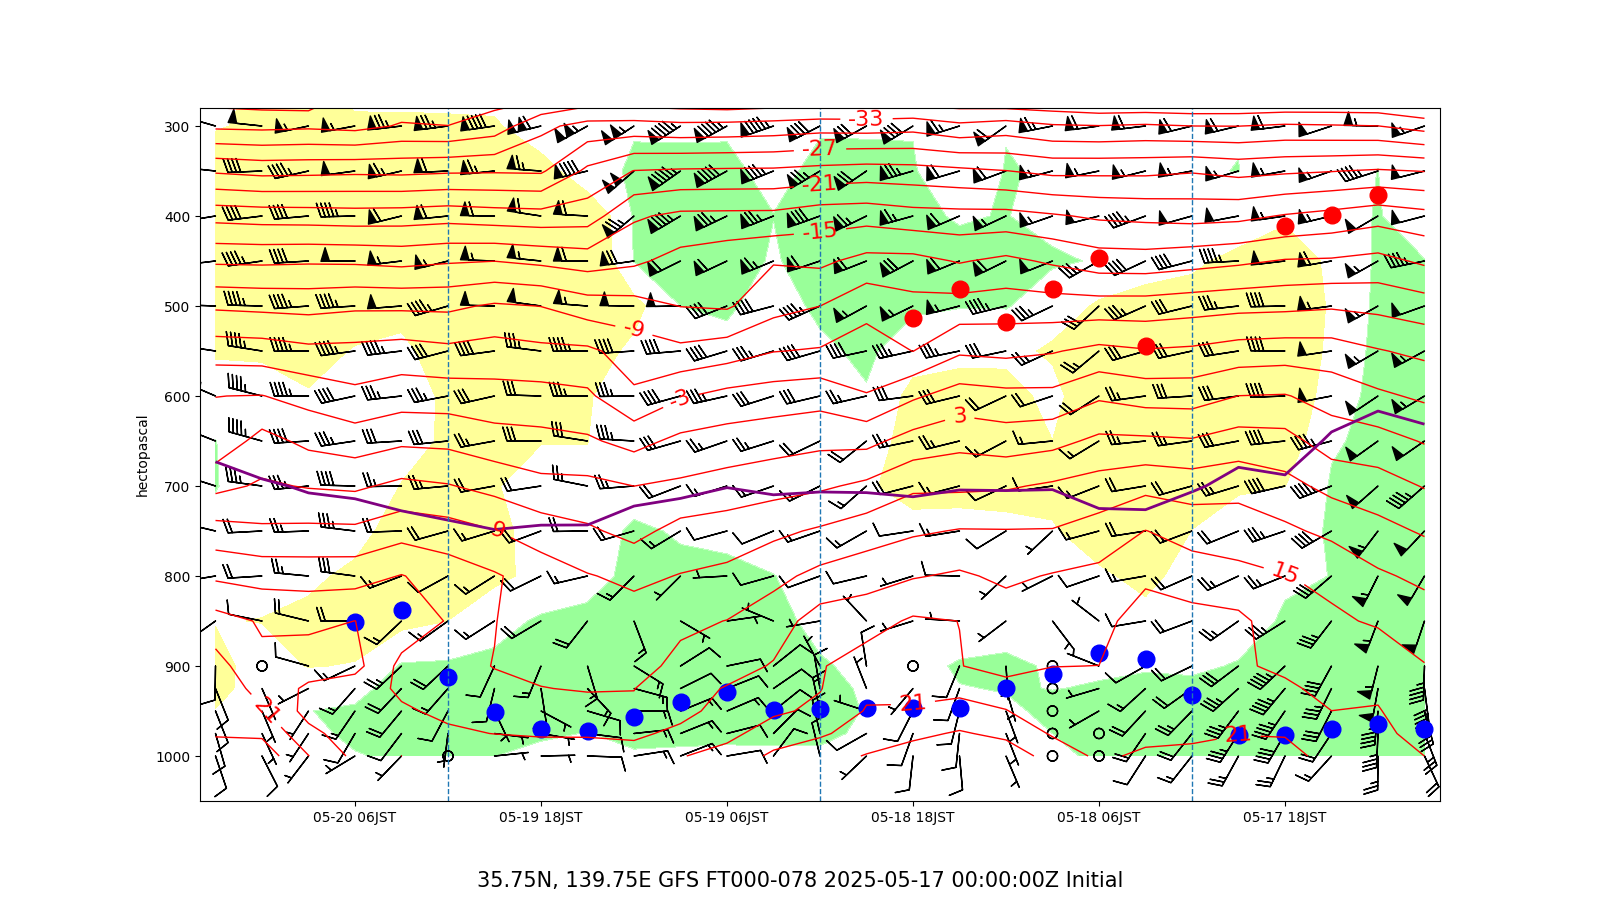 -33
300
-27
-21
400
-15
500
-9
hectopascal
600
-3
3
700
9
800
15
900
21
21
21
1000
05-20 06JST
05-19 18JST
05-19 06JST
05-18 18JST
05-18 06JST
05-17 18JST
35.75N, 139.75E GFS FT000-078 2025-05-17 00:00:00Z Initial